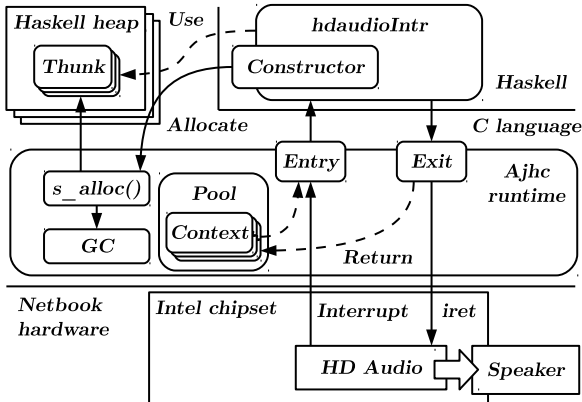 Haskell heap
Use
hdaudioIntr
Thunk
Constructor
Haskell
Allocate
C language
Entry
Exit
Ajhc
runtime
s_alloc()
Pool
Context
GC
Return
Netbook
hardware
Intel chipset
Interrupt
iret
HD Audio
Speaker